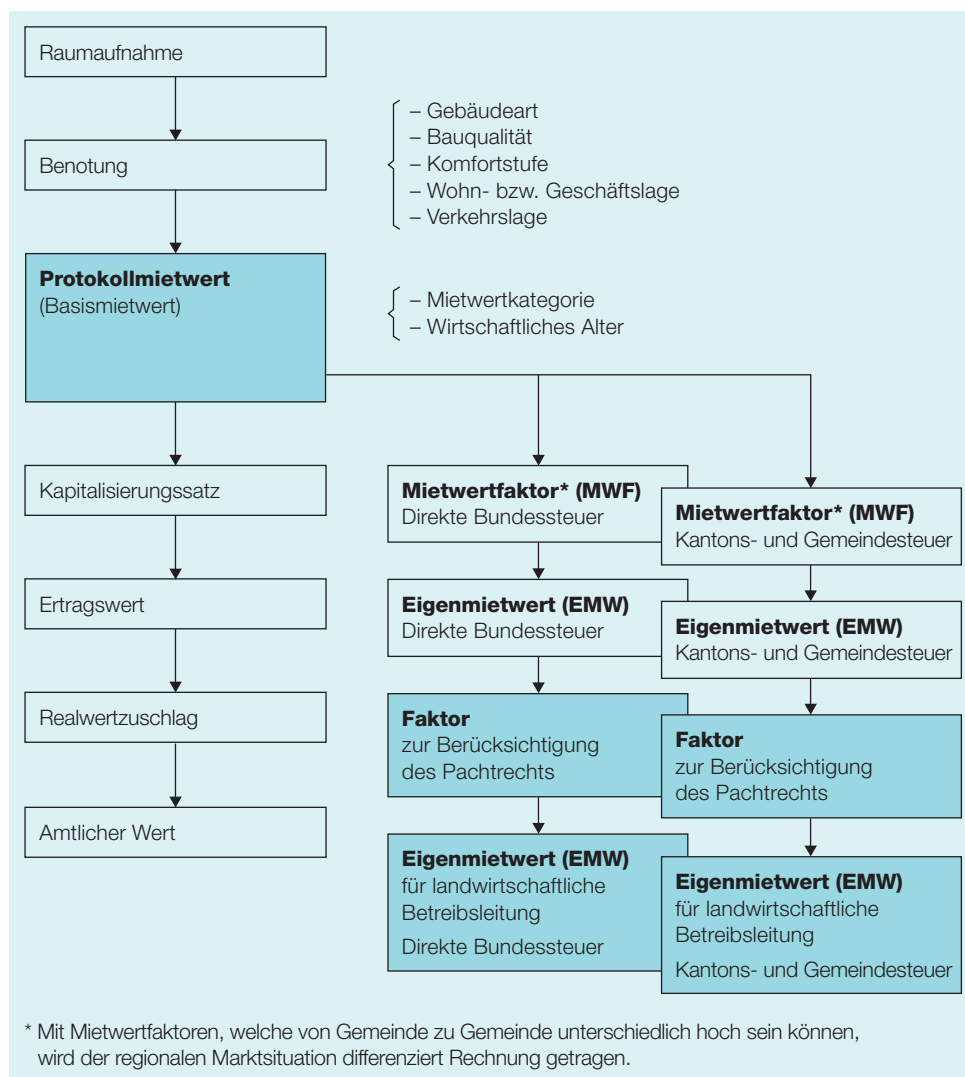 Raumaufnahme
Benotung
– Gebäudeart
– Bauqualität
– Komfortstufe
– Wohn- bzw. Geschäftslage
– Verkehrslage
Protokollmietwert
(Basismietwert)
– Mietwertkategorie
– Wirtschaftliches Alter
Kapitalisierungssatz
Ertragswert
Realwertzuschlag
Amtlicher Wert
Mietwertfaktor* (MWF)
Direkte Bundessteuer
Eigenmietwert (EMW)
Direkte Bundessteuer
Faktor
zur Berücksichtigung
des Pachtrechts
Eigenmietwert (EMW)
für landwirtschaftliche
Betreibsleitung
Direkte Bundessteuer
Mietwertfaktor* (MWF)
Kantons- und Gemeindesteuer
Eigenmietwert (EMW)
Kantons- und Gemeindesteuer
Faktor
zur Berücksichtigung
des Pachtrechts
Eigenmietwert (EMW)
für landwirtschaftliche
Betreibsleitung
Kantons- und Gemeindesteuer
* Mit Mietwertfaktoren, welche von Gemeinde zu Gemeinde unterschiedlich hoch sein können,
wird der regionalen Marktsituation differenziert Rechnung getragen.